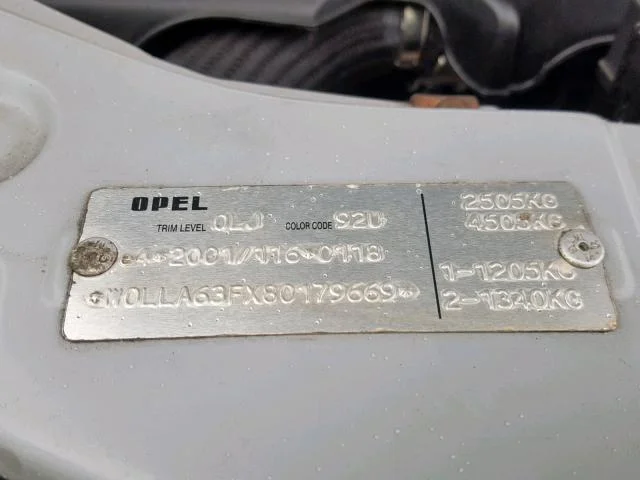 OPEL
TRIM LEVEL QLJ COLOR CODE 92U
e4*2001/116*0118
*W0LLA63FX80179669*
2505KG
4505KG
1-1205KG
2-1340KG